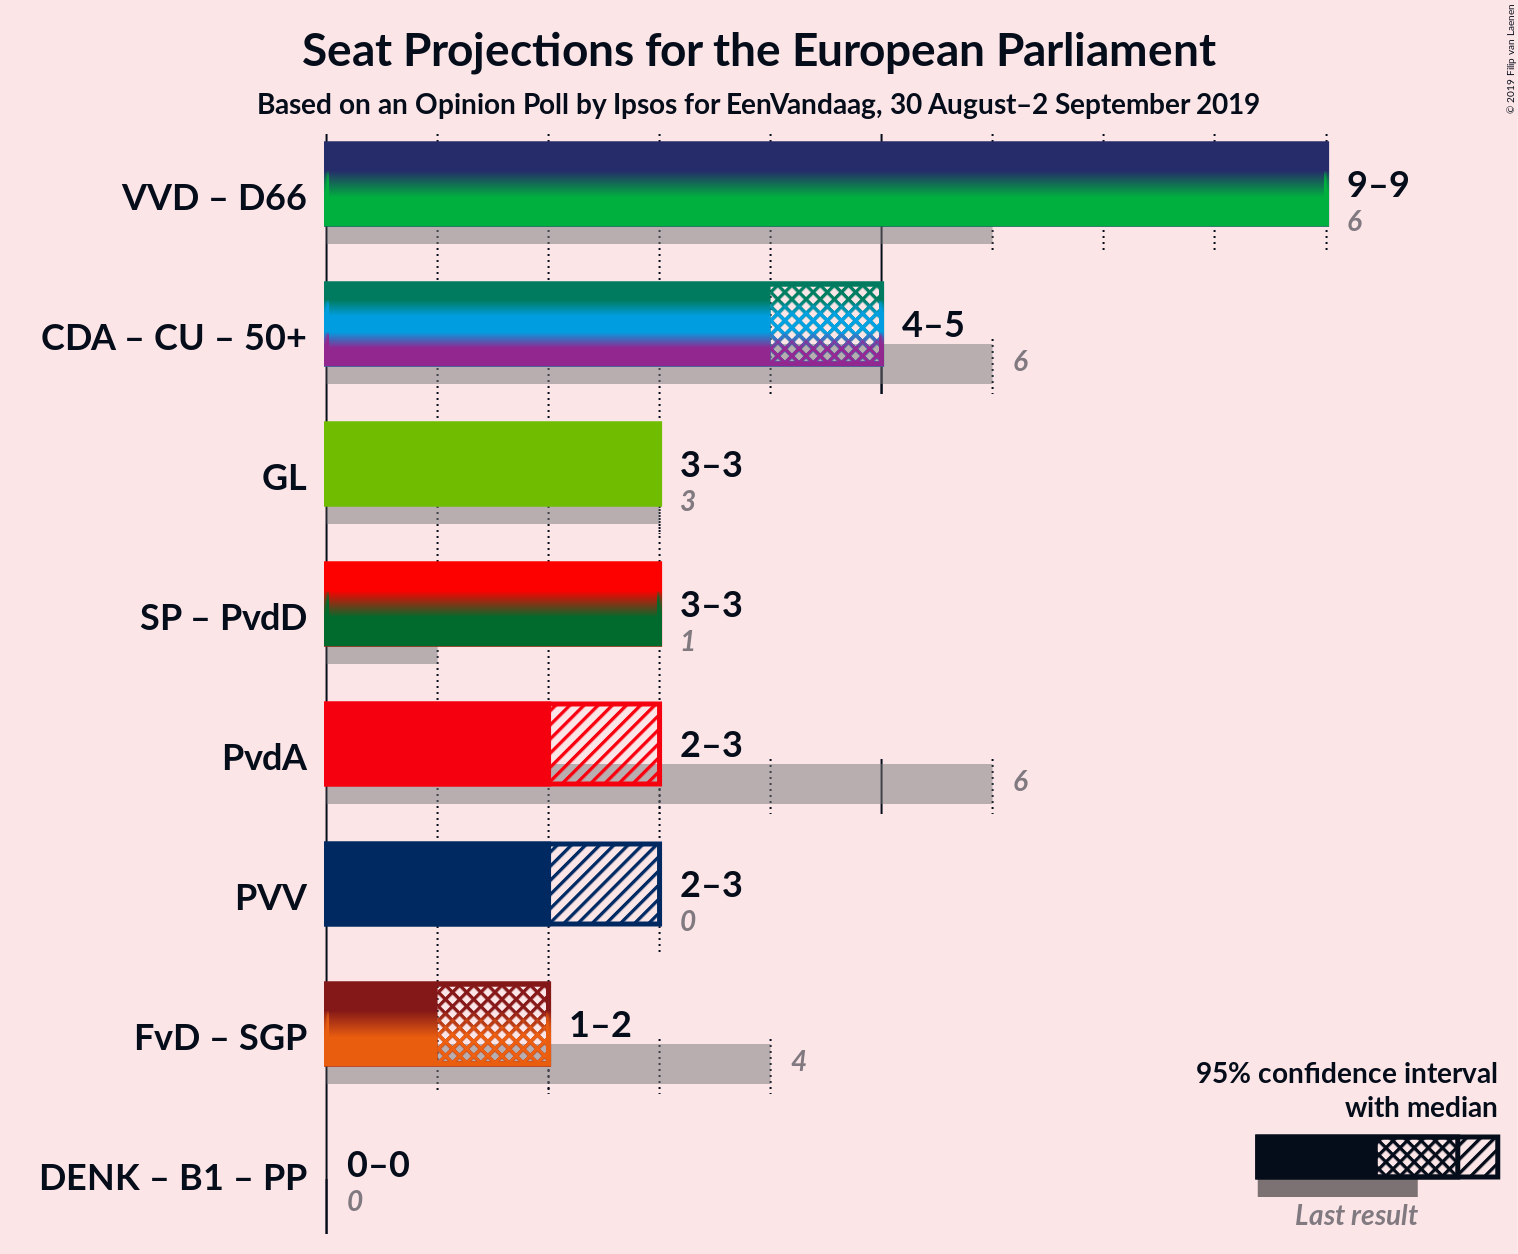 Seat Projections for the European Parliament
Based on an Opinion Poll by Ipsos for EenVandaag, 30 August–2 September 2019
© 2019 Filip van Laenen
VVD – D66
9–9
6
CDA – CU – 50+
4–5
6
GL
3–3
3
SP – PvdD
3–3
1
PvdA
2–3
6
PVV
2–3
0
FvD – SGP
1–2
4
DENK – B1 – PP
0–0
0
95% confidence interval
with median
Last result